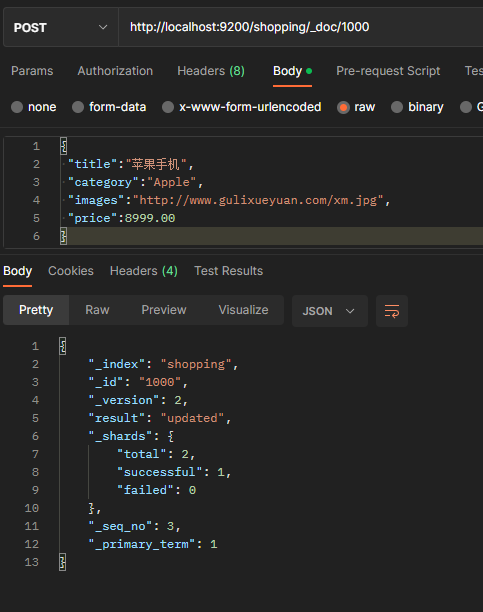 POST http://localhost:9200/shopping/_doc/1000
Params Authorization Headers (8) Body Pre-request Script Tes
none form-data x-www-form-urlencoded raw binary G
1 {
2 "title":"苹果手机",
3 "category":"Apple",
4 "images":"http://www.gulixueyuan.com/xm.jpg",
5 "price":8999.00
6 }
Body Cookies Headers (4) Test Results
Pretty Raw Preview Visualize JSON
1 {
2 "_index": "shopping",
3 "_id": "1000",
4 "_version": 2,
5 "result": "updated",
6 "_shards": {
7 "total": 2,
8 "successful": 1,
9 "failed": 0
10 },
11 "_seq_no": 3,
12 "_primary_term": 1
13 }